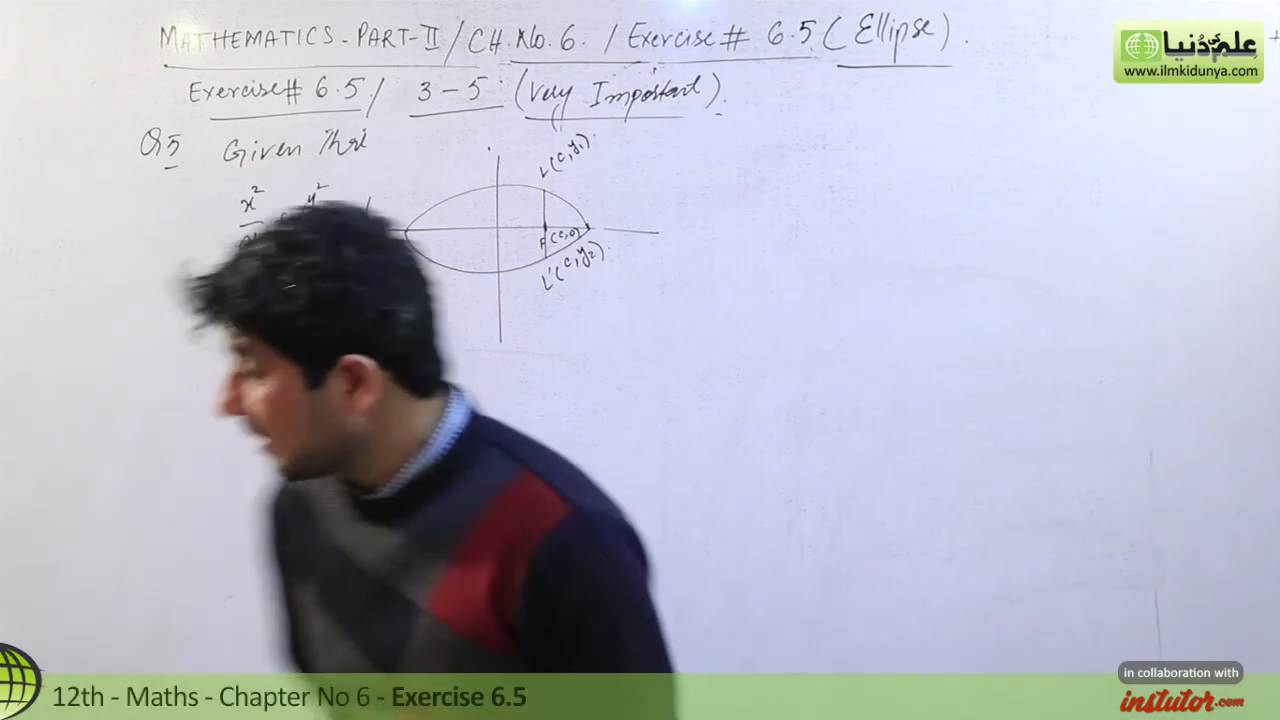 MATHEMATICS-PART-II / CH.No.6. / Exercise# 6.5 ( Ellipse ).
علم کی دنیا
www.ilmkidunya.com
Exercise# 6.5 / 3-5 (Very Important).
Q5 Given That
L(c,y₁)
x² y²
F(c,0)
L'(c,y₂)
in collaboration with
instutor.com
12th - Maths - Chapter No 6 - Exercise 6.5